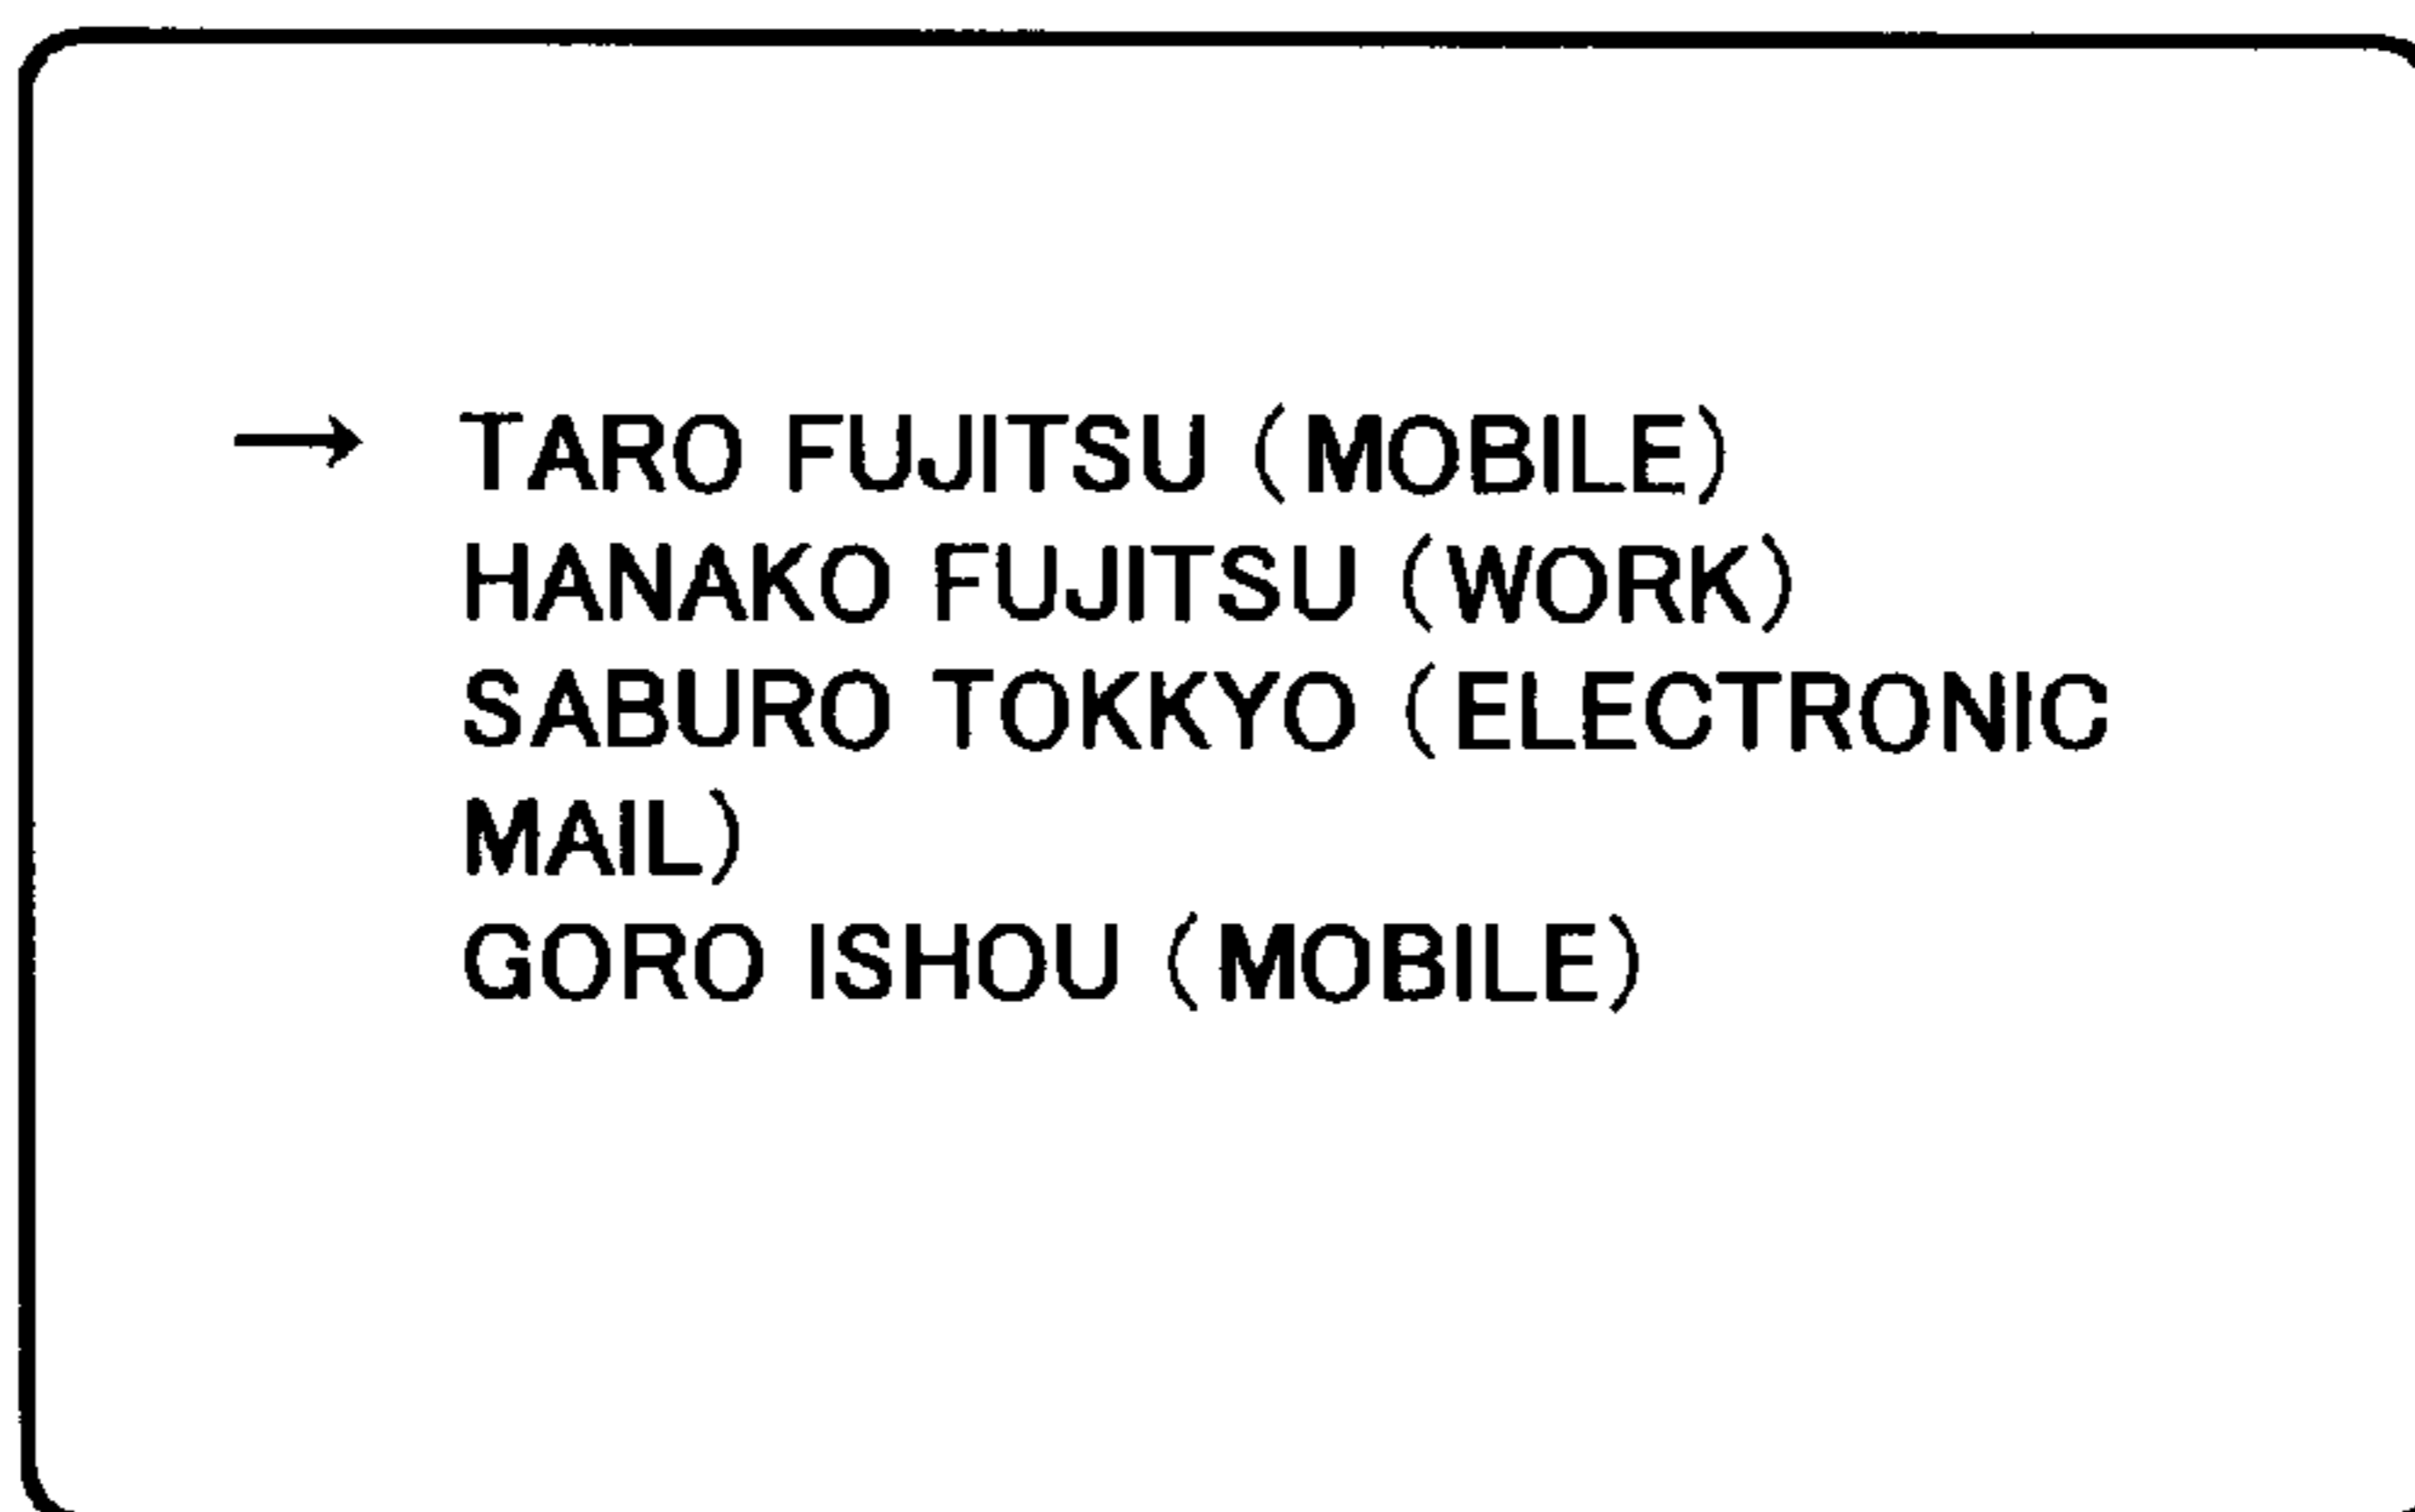 → TARO FUJITSU (MOBILE)
HANAKO FUJITSU (WORK)
SABURO TOKKYO (ELECTRONIC
MAIL)
GORO ISHOU (MOBILE)